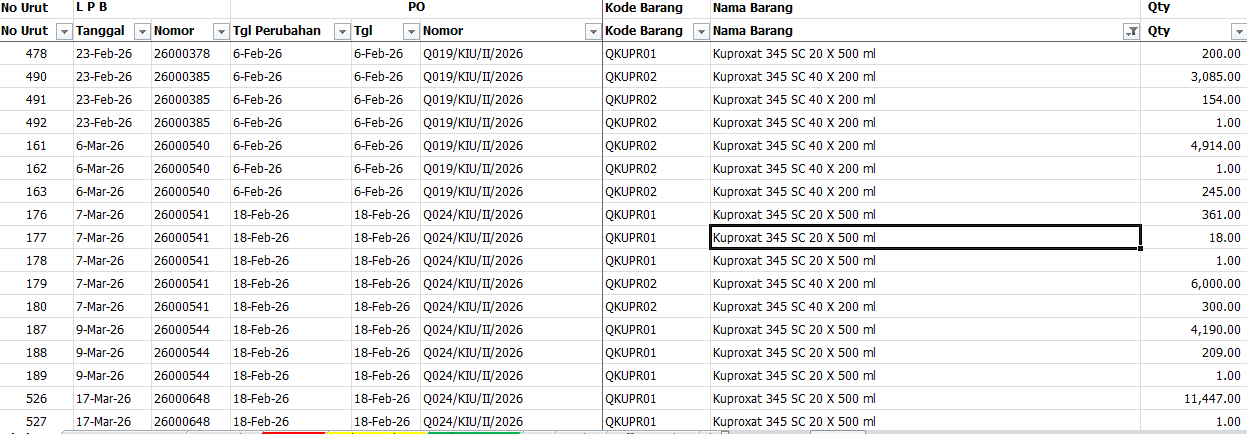 No Urut L P B PO Kode Barang Nama Barang Qty
No Urut Tanggal Nomor Tgl Perubahan Tgl Nomor Kode Barang Nama Barang Qty
478 23-Feb-26 26000378 6-Feb-26 6-Feb-26 Q019/KIU/II/2026 QKUPR01 Kuproxat 345 SC 20 X 500 ml 200.00
490 23-Feb-26 26000385 6-Feb-26 6-Feb-26 Q019/KIU/II/2026 QKUPR02 Kuproxat 345 SC 40 X 200 ml 3,085.00
491 23-Feb-26 26000385 6-Feb-26 6-Feb-26 Q019/KIU/II/2026 QKUPR02 Kuproxat 345 SC 40 X 200 ml 154.00
492 23-Feb-26 26000385 6-Feb-26 6-Feb-26 Q019/KIU/II/2026 QKUPR02 Kuproxat 345 SC 40 X 200 ml 1.00
161 6-Mar-26 26000540 6-Feb-26 6-Feb-26 Q019/KIU/II/2026 QKUPR02 Kuproxat 345 SC 40 X 200 ml 4,914.00
162 6-Mar-26 26000540 6-Feb-26 6-Feb-26 Q019/KIU/II/2026 QKUPR02 Kuproxat 345 SC 40 X 200 ml 1.00
163 6-Mar-26 26000540 6-Feb-26 6-Feb-26 Q019/KIU/II/2026 QKUPR02 Kuproxat 345 SC 40 X 200 ml 245.00
176 7-Mar-26 26000541 18-Feb-26 18-Feb-26 Q024/KIU/II/2026 QKUPR01 Kuproxat 345 SC 20 X 500 ml 361.00
177 7-Mar-26 26000541 18-Feb-26 18-Feb-26 Q024/KIU/II/2026 QKUPR01 Kuproxat 345 SC 20 X 500 ml 18.00
178 7-Mar-26 26000541 18-Feb-26 18-Feb-26 Q024/KIU/II/2026 QKUPR01 Kuproxat 345 SC 20 X 500 ml 1.00
179 7-Mar-26 26000541 18-Feb-26 18-Feb-26 Q024/KIU/II/2026 QKUPR02 Kuproxat 345 SC 40 X 200 ml 6,000.00
180 7-Mar-26 26000541 18-Feb-26 18-Feb-26 Q024/KIU/II/2026 QKUPR02 Kuproxat 345 SC 40 X 200 ml 300.00
187 9-Mar-26 26000544 18-Feb-26 18-Feb-26 Q024/KIU/II/2026 QKUPR01 Kuproxat 345 SC 20 X 500 ml 4,190.00
188 9-Mar-26 26000544 18-Feb-26 18-Feb-26 Q024/KIU/II/2026 QKUPR01 Kuproxat 345 SC 20 X 500 ml 209.00
189 9-Mar-26 26000544 18-Feb-26 18-Feb-26 Q024/KIU/II/2026 QKUPR01 Kuproxat 345 SC 20 X 500 ml 1.00
526 17-Mar-26 26000648 18-Feb-26 18-Feb-26 Q024/KIU/II/2026 QKUPR01 Kuproxat 345 SC 20 X 500 ml 11,447.00
527 17-Mar-26 26000648 18-Feb-26 18-Feb-26 Q024/KIU/II/2026 QKUPR01 Kuproxat 345 SC 20 X 500 ml 1.00